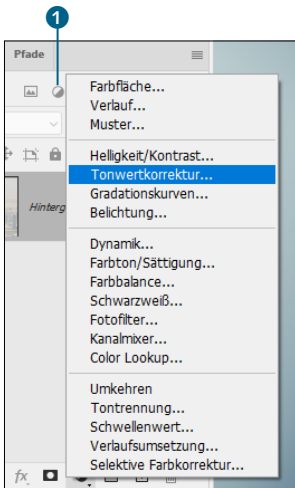 1
Pfade
Farbfläche...
Verlauf...
Muster...
Helligkeit/Kontrast...
Tonwertkorrektur...
Gradationskurven...
Belichtung...
Hinterg
Dynamik...
Farbton/Sättigung...
Farbbalance...
Schwarzweiß...
Fotofilter...
Kanalmixer...
Color Lookup...
Umkehren
Tontrennung...
Schwellenwert...
Verlaufsumsetzung...
Selektive Farbkorrektur...
fx